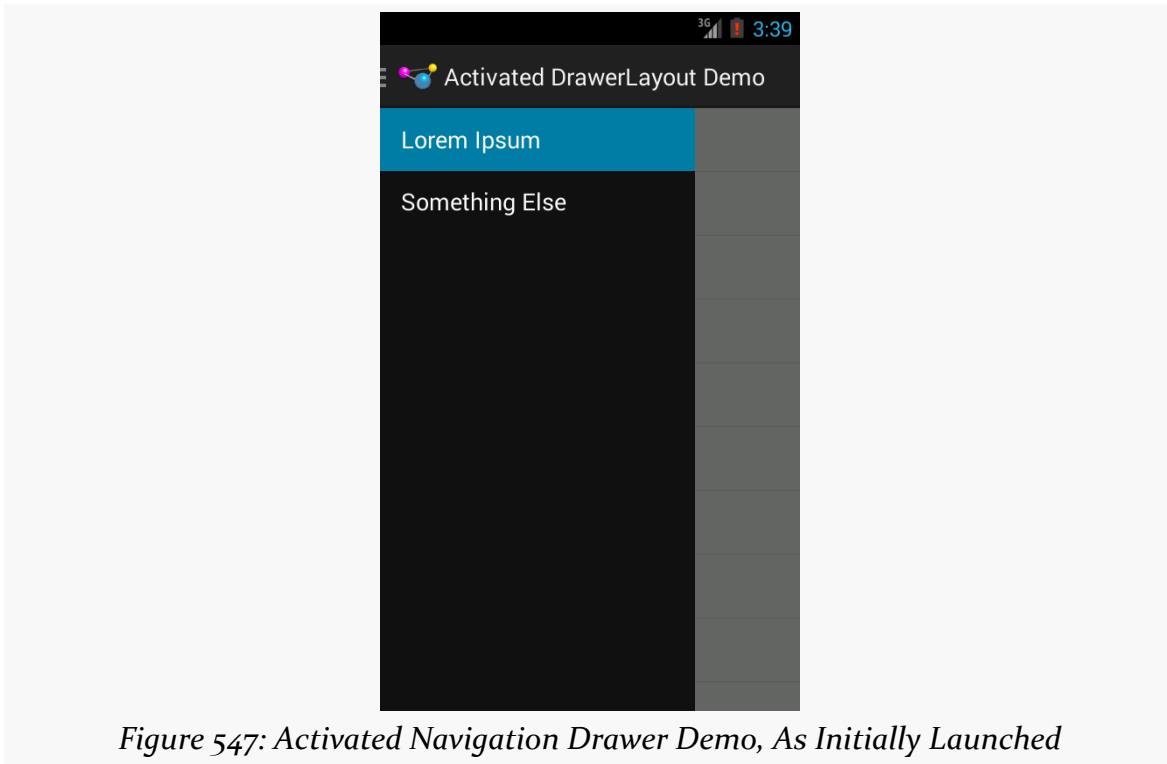 3G
3:39
Activated DrawerLayout Demo
Lorem Ipsum
Something Else
Figure 547: Activated Navigation Drawer Demo, As Initially Launched